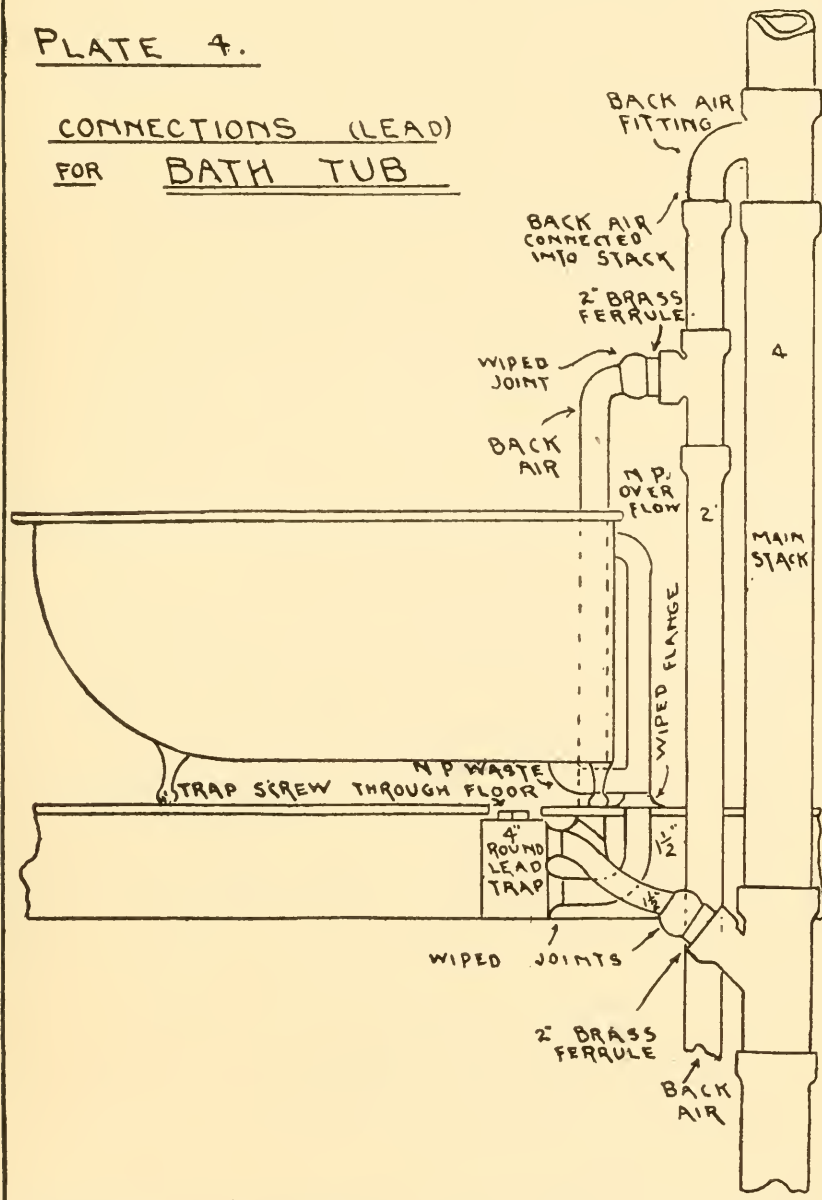 PLATE 4.
CONNECTIONS (LEAD)
FOR BATH TUB
BACK AIR
FITTING
BACK AIR
CONNECTED
INTO STACK
2" BRASS
FERRULE
WIPED
JOINT
4
BACK
AIR
N P.
OVER
FLOW
2'
MAIN
STACK
WIPED FLANGE
N P WASTE
TRAP SCREW THROUGH FLOOR
4"
ROUND
LEAD
TRAP
1½"
1½"
WIPED JOINTS
2" BRASS
FERRULE
BACK
AIR